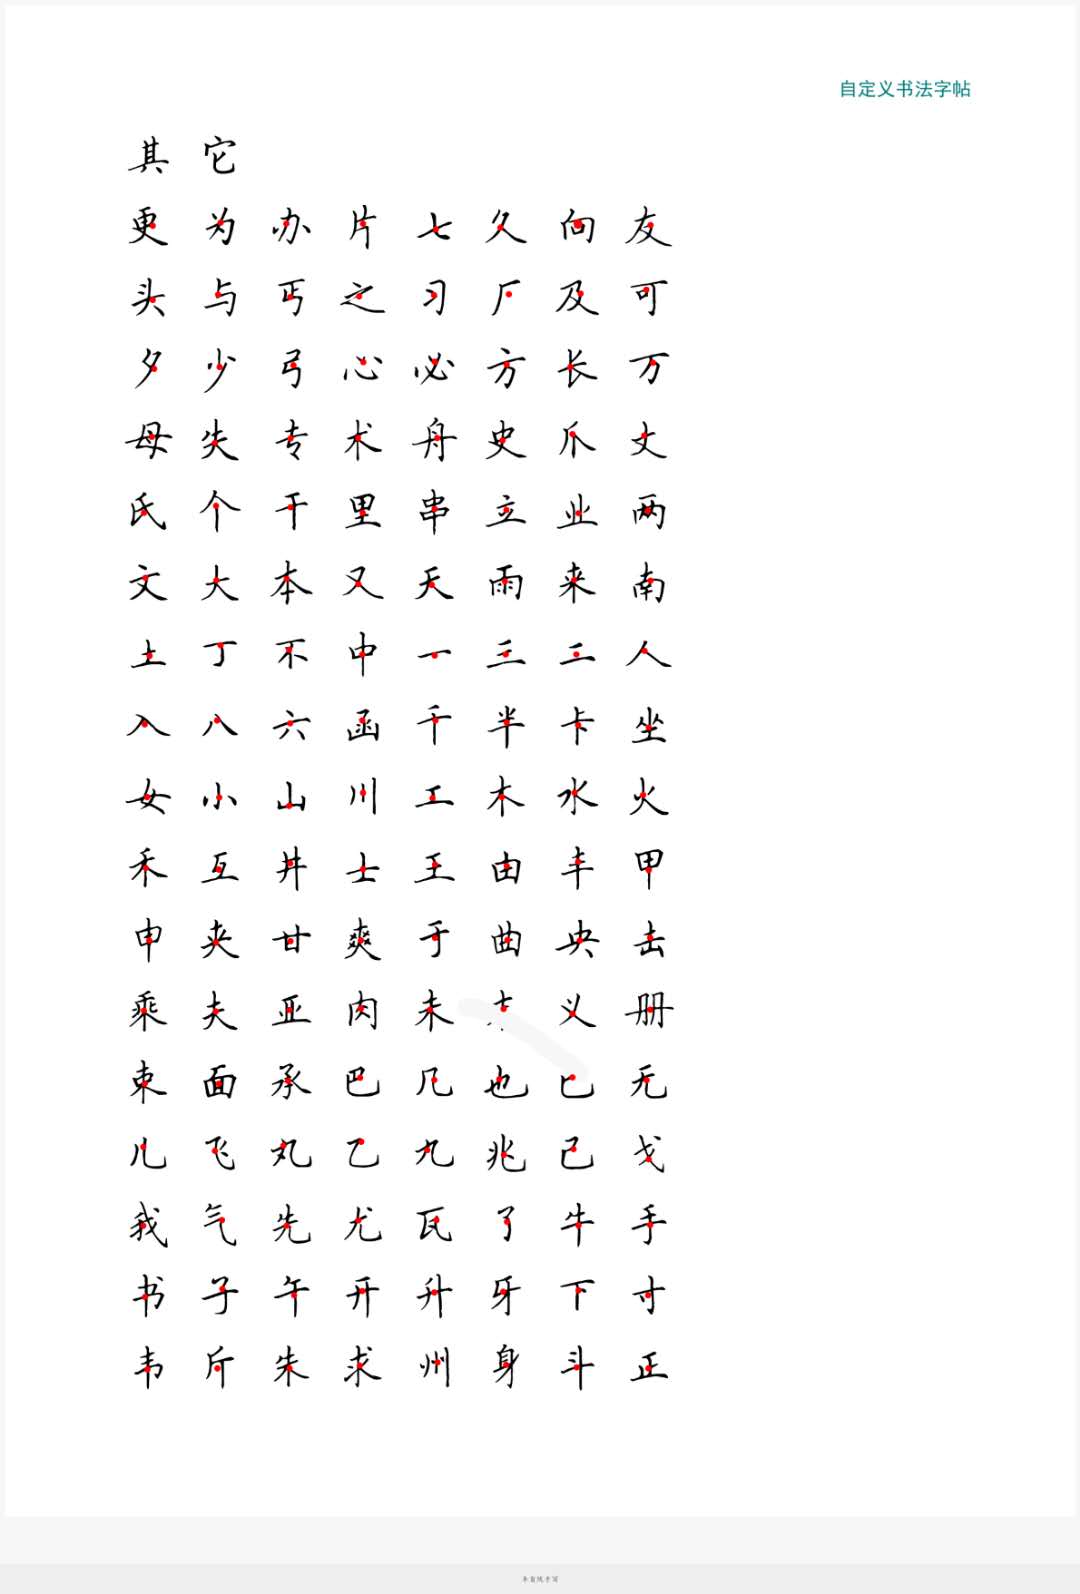 自定义书法字帖
其 它
更 为 办 片 七 久 向 友
头 与 丐 之 习 厂 及 可
夕 少 弓 心 必 方 长 万
母 失 专 术 舟 史 爪 丈
氏 个 干 里 串 立 业 两
文 大 本 又 天 雨 来 南
土 丁 不 中 一 三 二 人
入 八 六 函 千 半 卡 坐
女 小 山 川 工 木 水 火
禾 互 井 士 王 由 丰 甲
申 夹 甘 爽 于 曲 央 击
乘 夫 亚 肉 未 义 册
束 面 承 巴 几 也 无
儿 飞 丸 乙 九 兆 己 戈
我 气 先 尤 瓦 了 牛 手
书 子 午 开 升 牙 下 寸
韦 斤 朱 求 州 身 斗 正